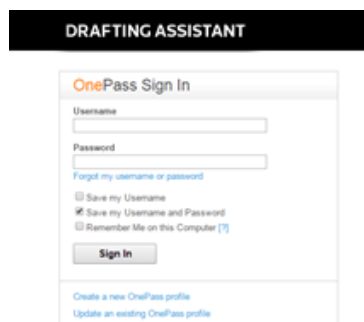 DRAFTING ASSISTANT
OnePass Sign In
Username
Password
Forgot my username or password
Save my Username
Save my Username and Password
Remember Me on this Computer [?]
Sign In
Create a new OnePass profile
Update an existing OnePass profile